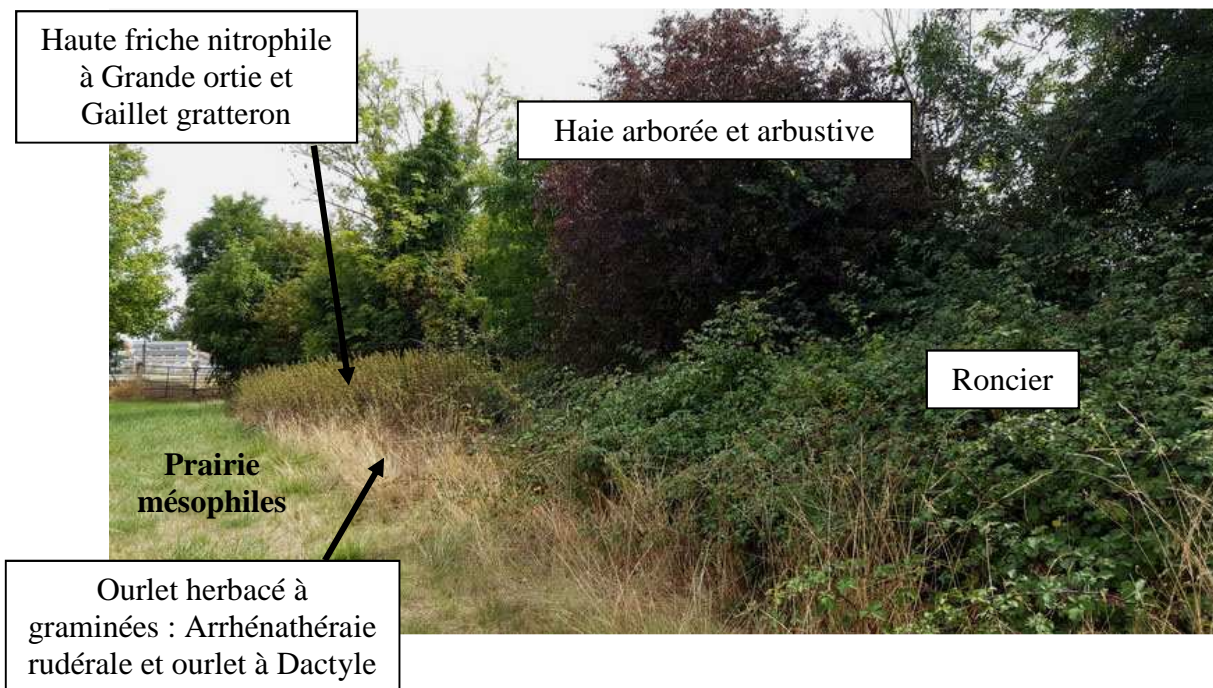 Haute friche nitrophile
à Grande ortie et
Gaillet gratteron
Haie arborée et arbustive
Roncier
Prairie
mésophiles
Ourlet herbacé à
graminées : Arrhénathéraie
rudérale et ourlet à Dactyle